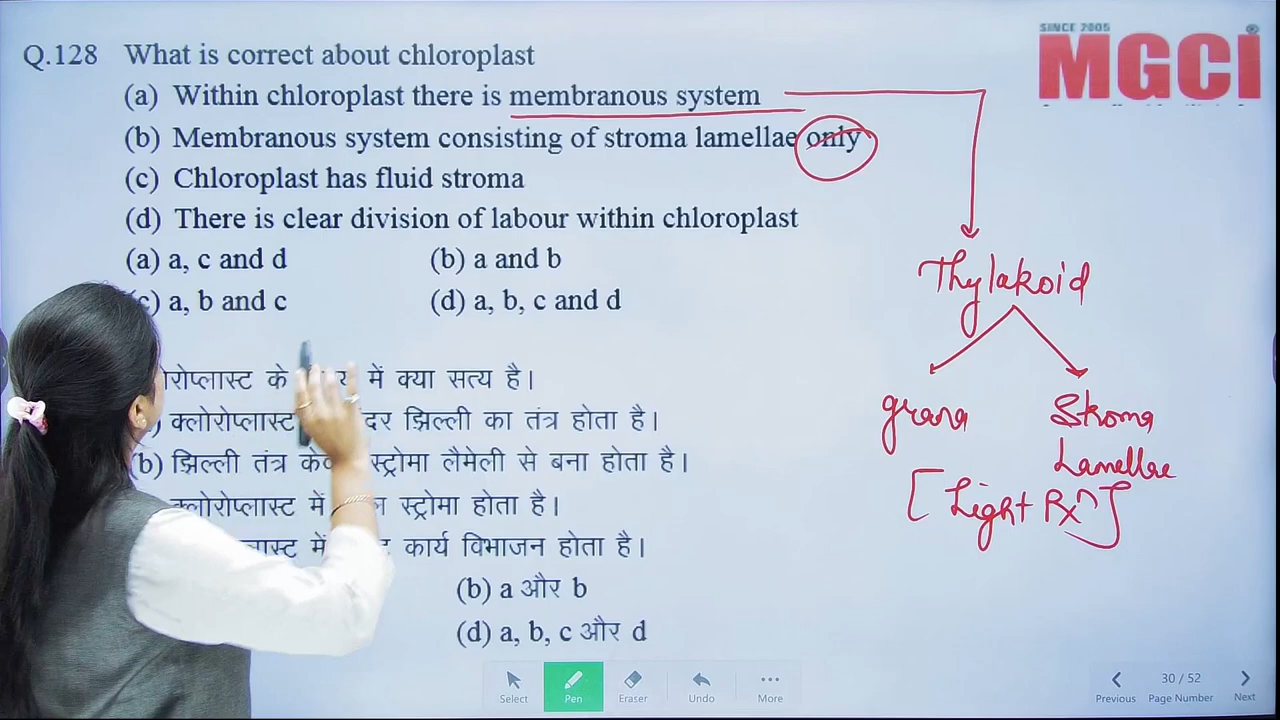 Q.128 What is correct about chloroplast
(a) Within chloroplast there is membranous system
(b) Membranous system consisting of stroma lamellae only
(c) Chloroplast has fluid stroma
(d) There is clear division of labour within chloroplast
(a) a, c and d (b) a and b
(c) a, b and c (d) a, b, c and d
SINCE 2005
MGCI
Thylakoid
grana Stroma
Lamellae
[Light Rxn]
के में क्या सत्य है।
क्लोरोप्लास्ट झिल्ली का तंत्र होता है।
(b) झिल्ली तंत्र स्ट्रोमा लैमेली से बना होता है।
क्लोरोप्लास्ट में स्ट्रोमा होता है।
में कार्य विभाजन होता है।
(b) a और b
(d) a, b, c और d
Select Pen Eraser Undo More
Previous 30 / 52 Page Number Next